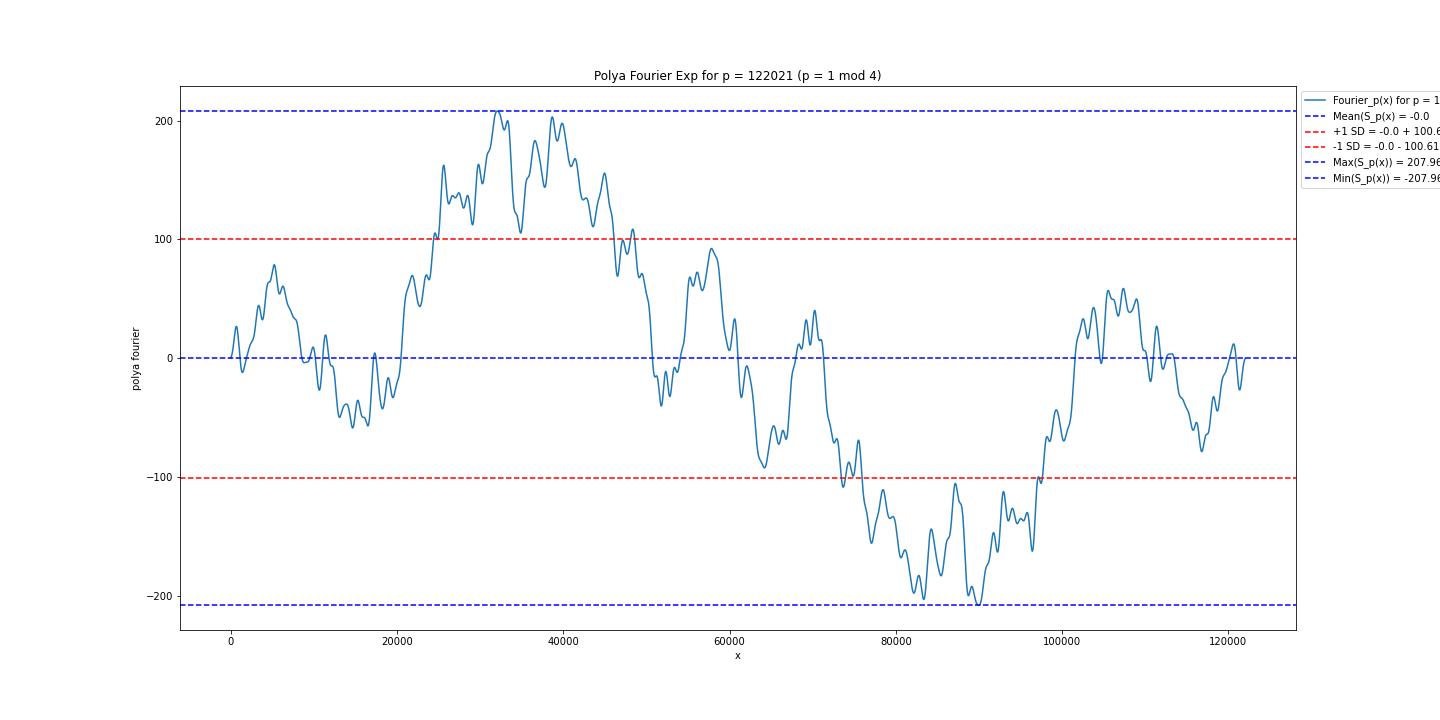 Polya Fourier Exp for p = 122021 (p = 1 mod 4)
Fourier_p(x) for p = 1
Mean(S_p(x) = -0.0
+1 SD = -0.0 + 100.6
-1 SD = -0.0 - 100.61
Max(S_p(x)) = 207.96
Min(S_p(x)) = -207.96
200
100
0
−100
−200
polya fourier
0 20000 40000 60000 80000 100000 120000
x